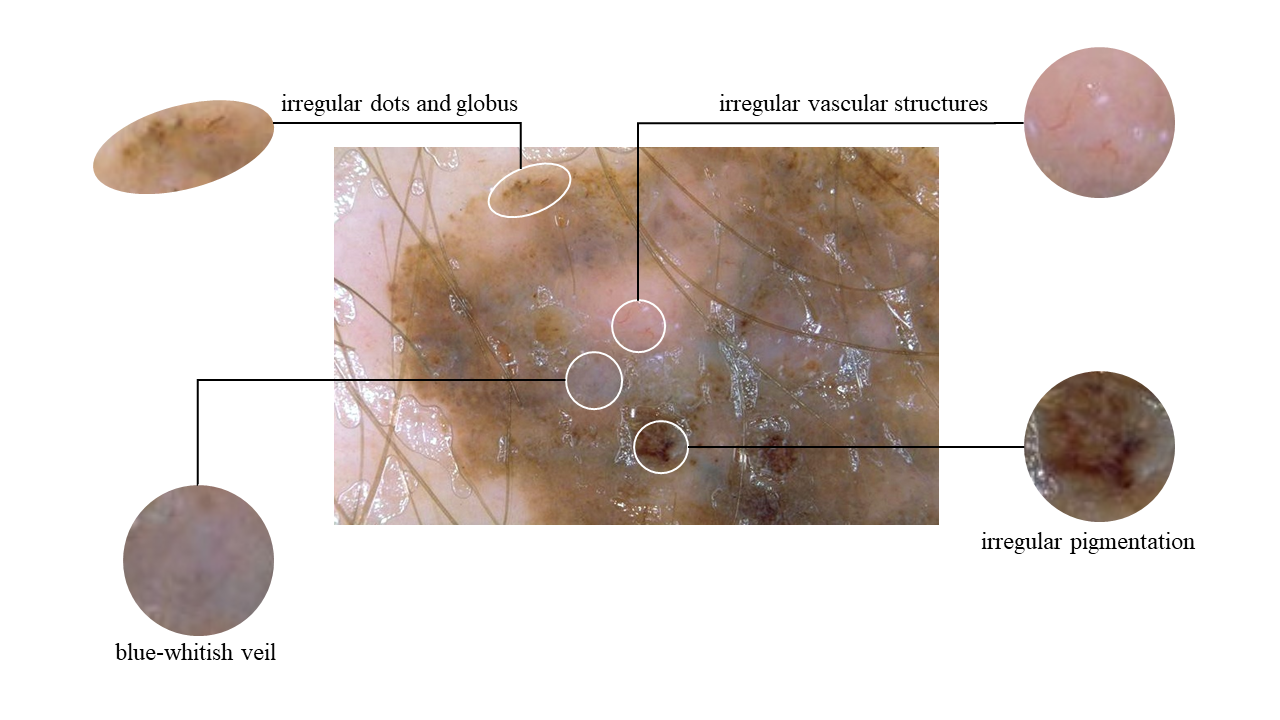 irregular dots and globus
irregular vascular structures
irregular pigmentation
blue-whitish veil